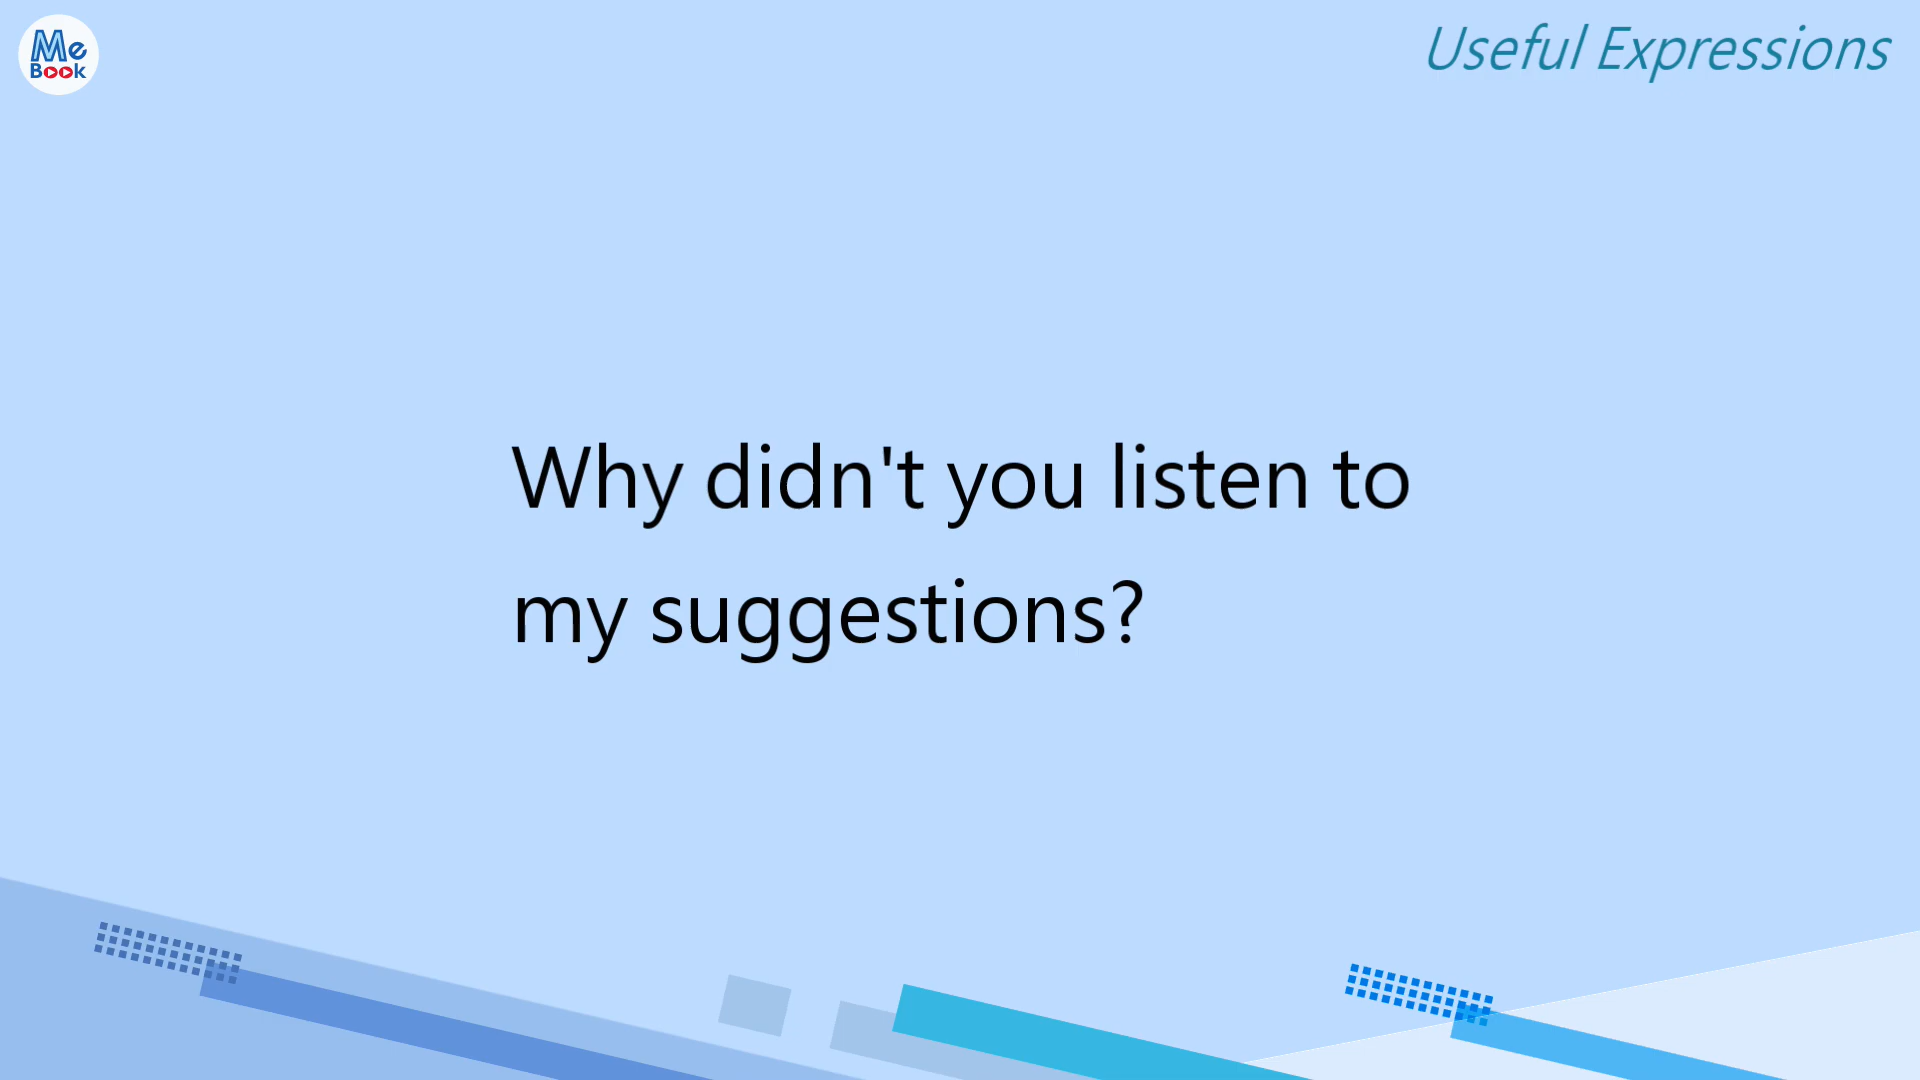 Me
Book
Useful Expressions
Why didn't you listen to
my suggestions?